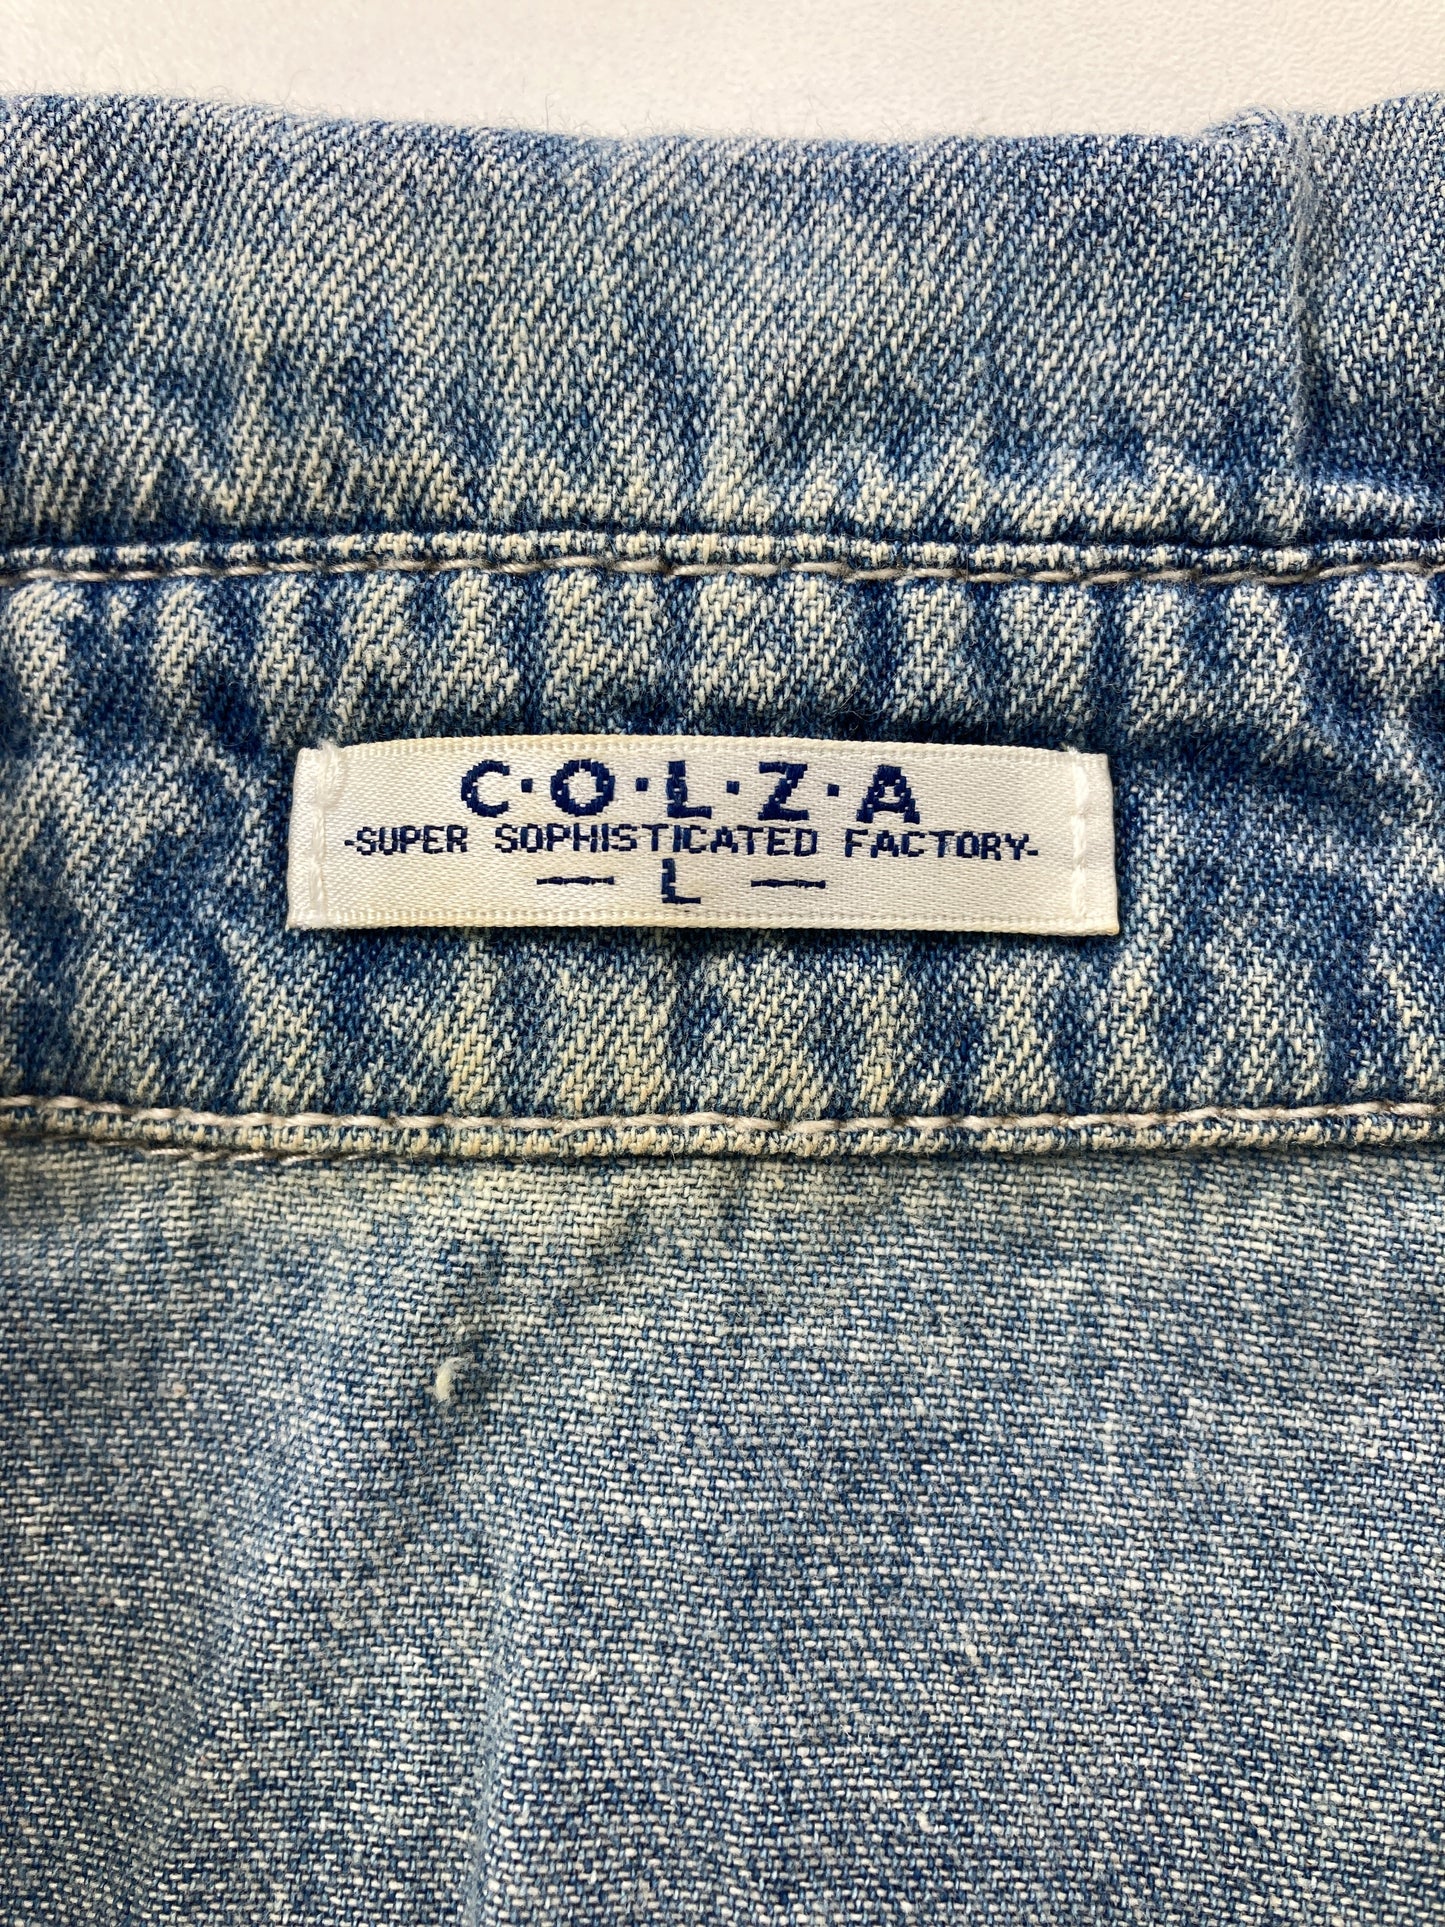 C·O·L·Z·A
-SUPER SOPHISTICATED FACTORY-
— L —